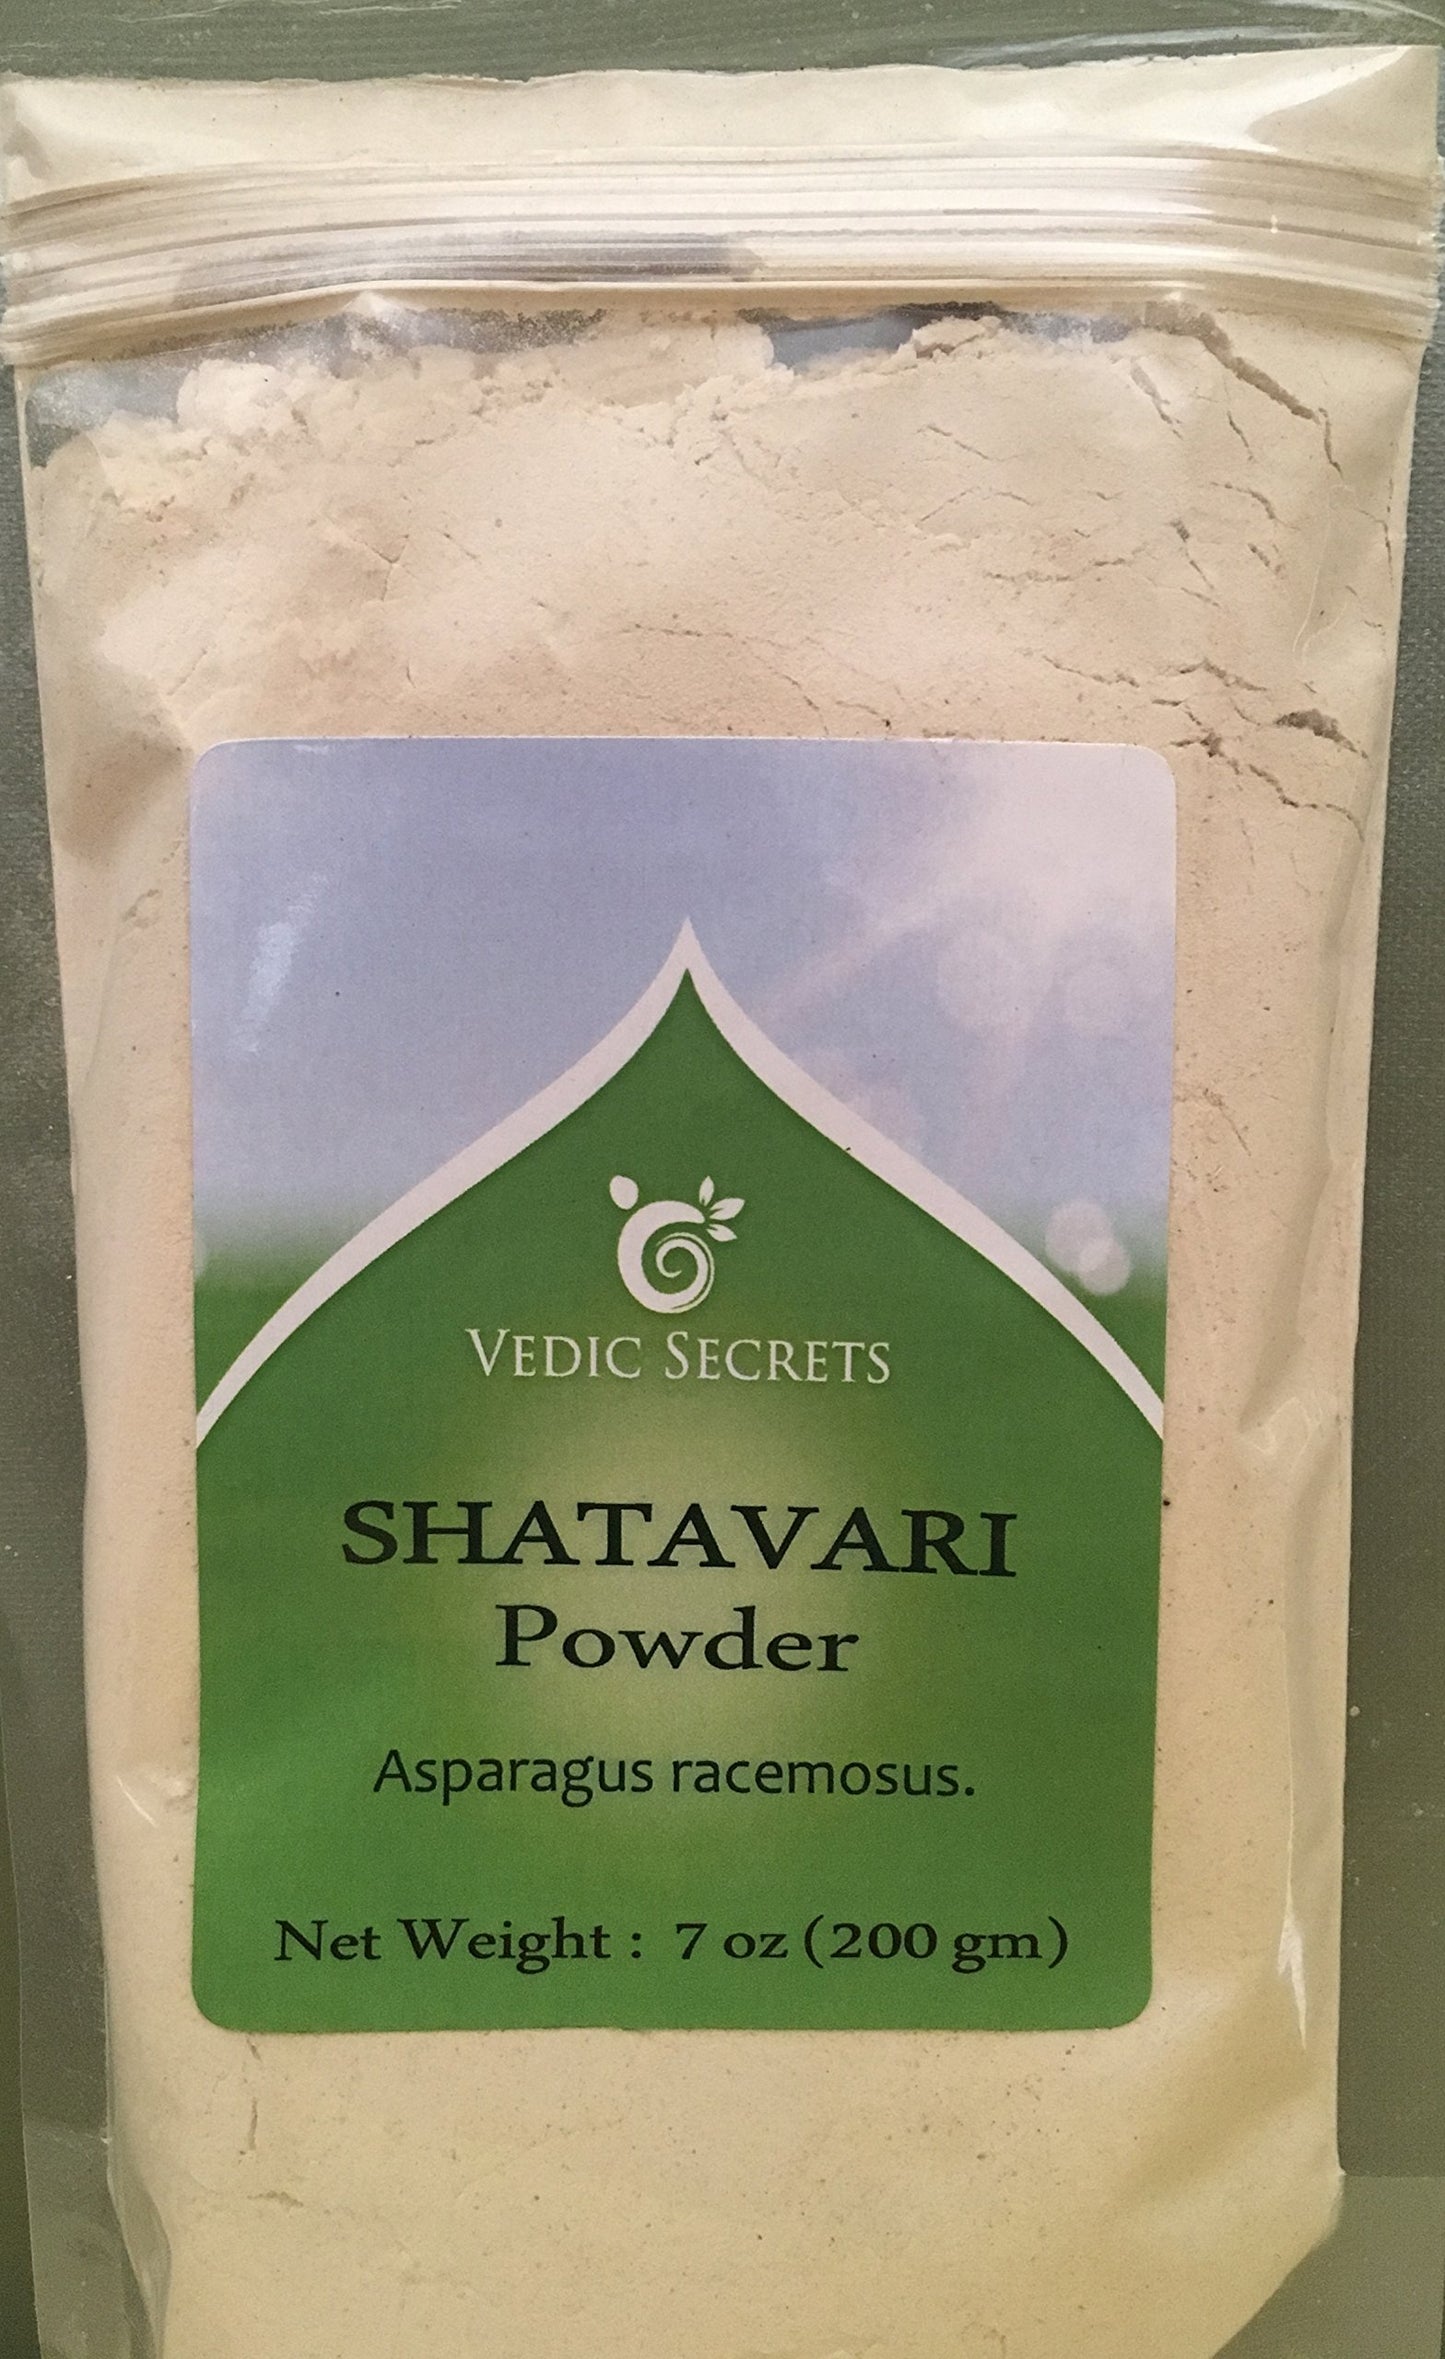 VEDIC SECRETS
SHATAVARI
Powder
Asparagus racemosus.
Net Weight : 7 oz (200 gm)